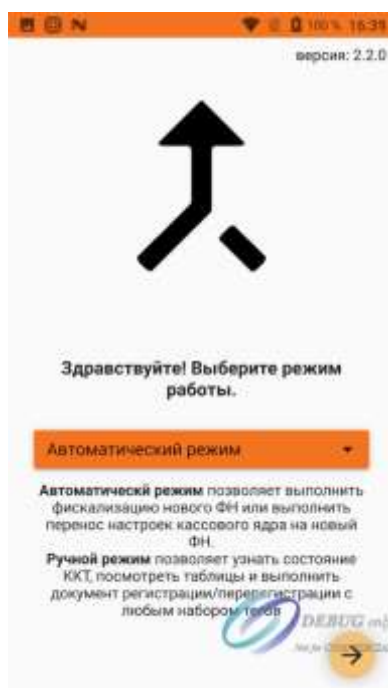 100% 16:39
версия: 2.2.0
Здравствуйте! Выберите режим
работы.
Автоматический режим
Автоматическй режим позволяет выполнить
фискализацию нового ФН или выполнить
перенос настроек кассового ядра на новый
ФН.
Ручной режим позволяет узнать состояние
ККТ, посмотреть таблицы и выполнить
документ регистрации/перерегистрации с
любым набором тегов
DEBUG